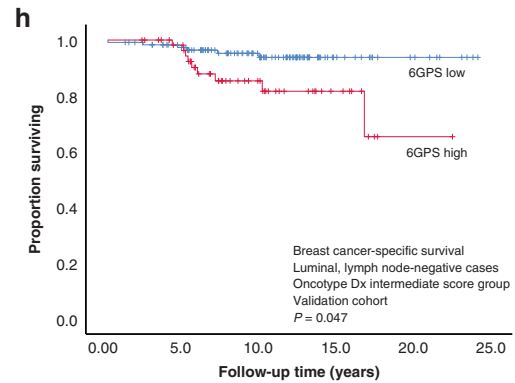 h
Proportion surviving
1.0
0.8
0.6
0.4
0.2
0.0
6GPS low
6GPS high
Breast cancer-specific survival
Luminal, lymph node-negative cases
Oncotype Dx intermediate score group
Validation cohort
P = 0.047
0.00 5.0 10.0 15.0 20.0 25.0
Follow-up time (years)